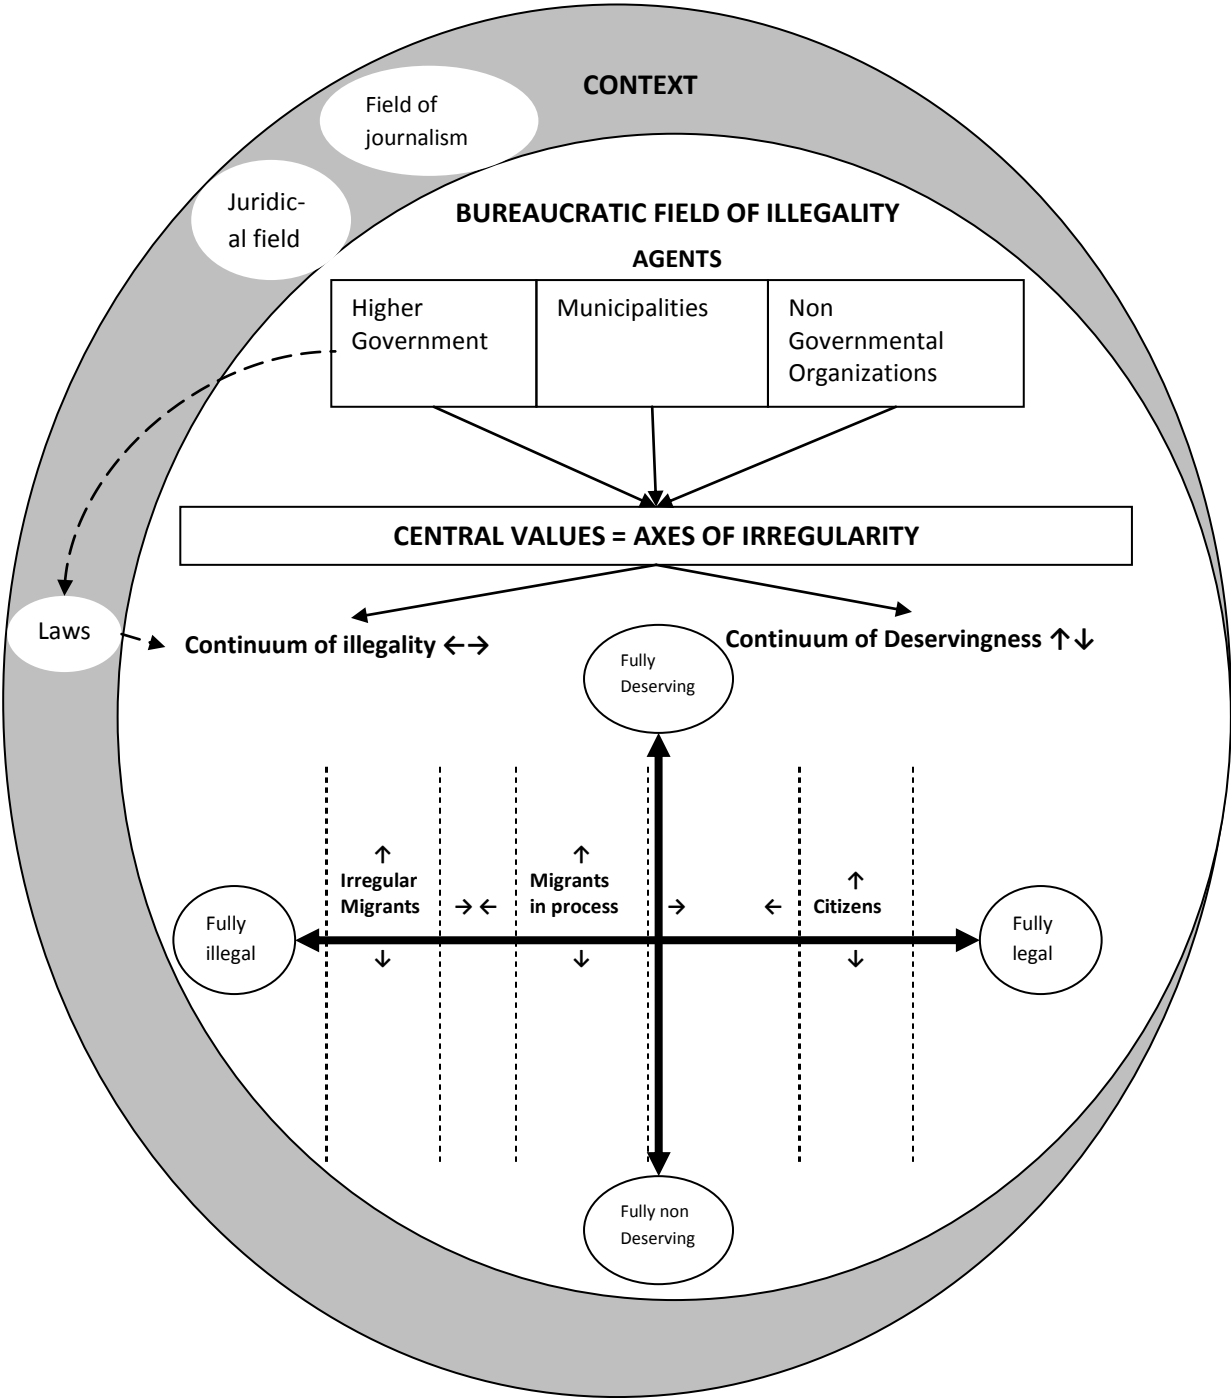 CONTEXT
Field of
journalism
Juridic-
al field
BUREAUCRATIC FIELD OF ILLEGALITY
AGENTS
Higher
Government
Municipalities
Non
Governmental
Organizations
CENTRAL VALUES = AXES OF IRREGULARITY
Laws
Continuum of illegality ←→
Continuum of Deservingness ↑↓
Fully
Deserving
↑
Irregular
Migrants
↓
→ ←
↑
Migrants
in process
↓
→
←
↑
Citizens
↓
Fully
illegal
Fully
legal
Fully non
Deserving